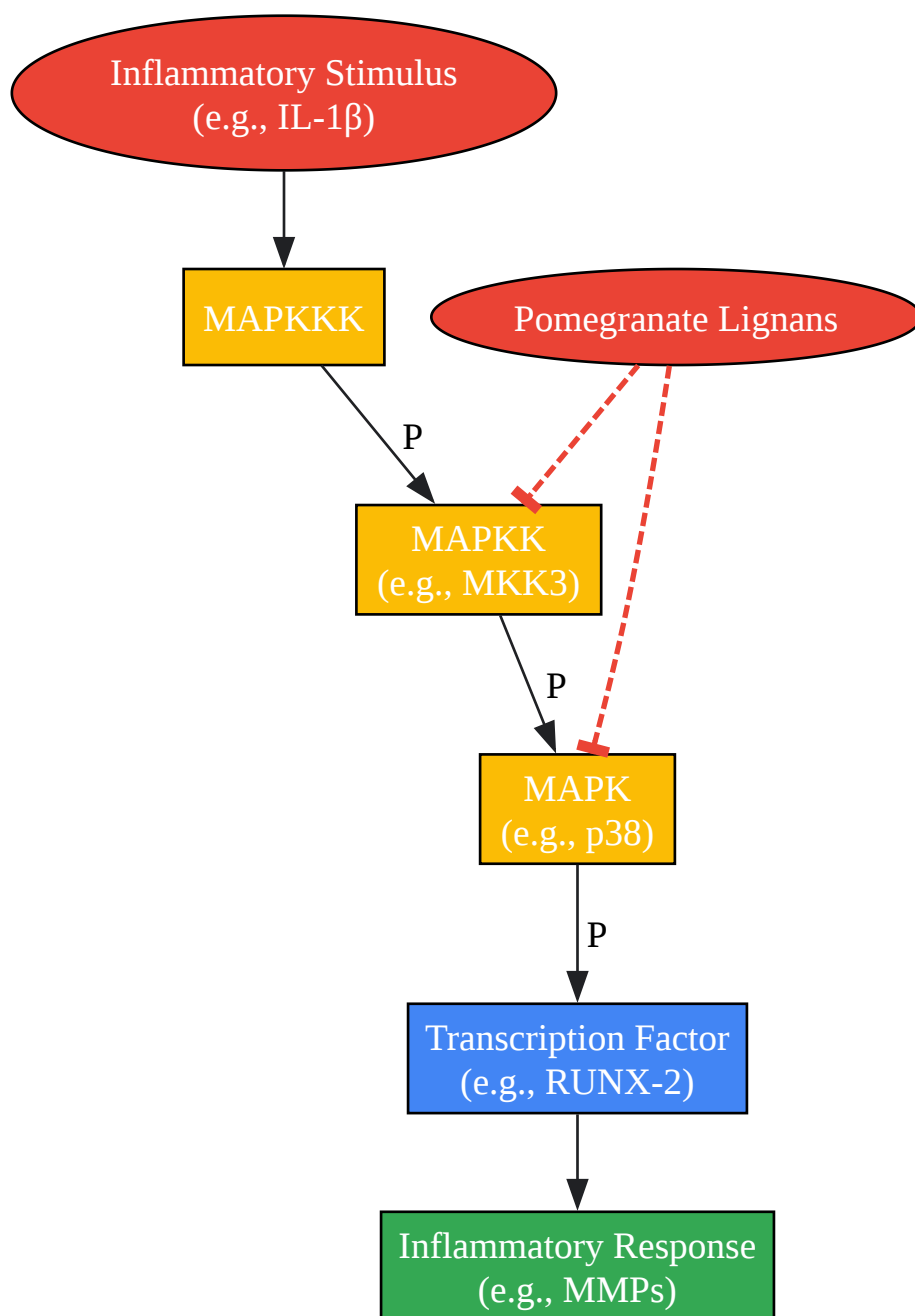 Inflammatory Stimulus
(e.g., IL-1β)
MAPKKK
Pomegranate Lignans
P
MAPKK
(e.g., MKK3)
P
MAPK
(e.g., p38)
P
Transcription Factor
(e.g., RUNX-2)
Inflammatory Response
(e.g., MMPs)